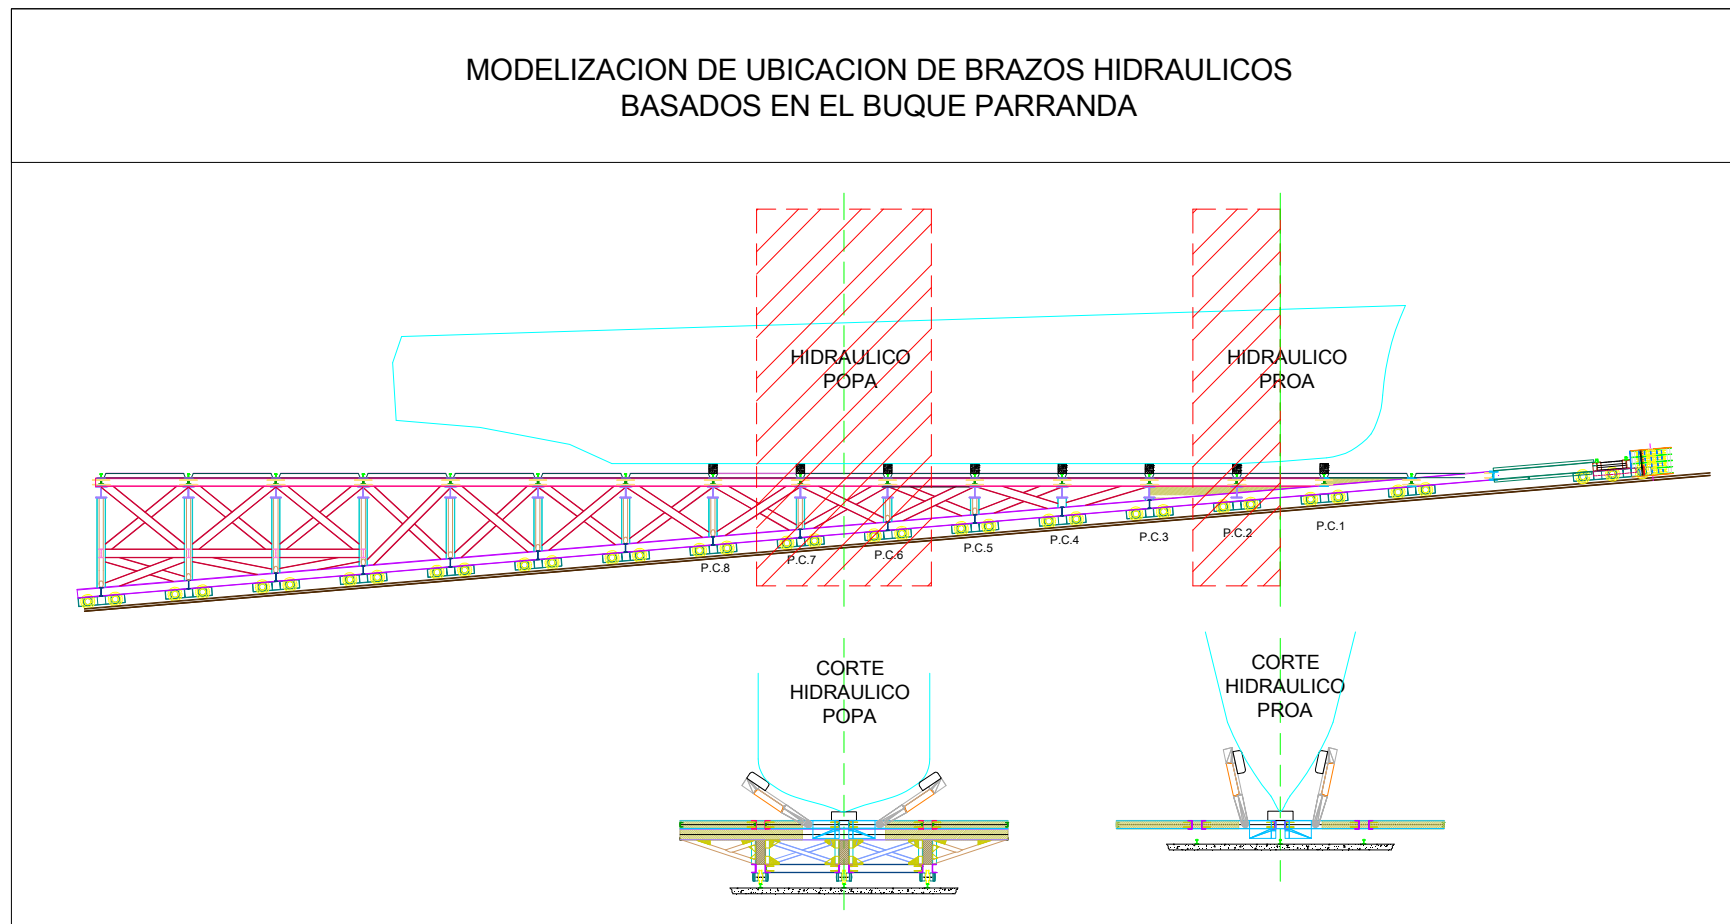 MODELIZACION DE UBICACION DE BRAZOS HIDRAULICOS
BASADOS EN EL BUQUE PARRANDA
HIDRAULICO
POPA
HIDRAULICO
PROA
P.C.8
P.C.7
P.C.6
P.C.5
P.C.4
P.C.3
P.C.2
P.C.1
CORTE
HIDRAULICO
POPA
CORTE
HIDRAULICO
PROA